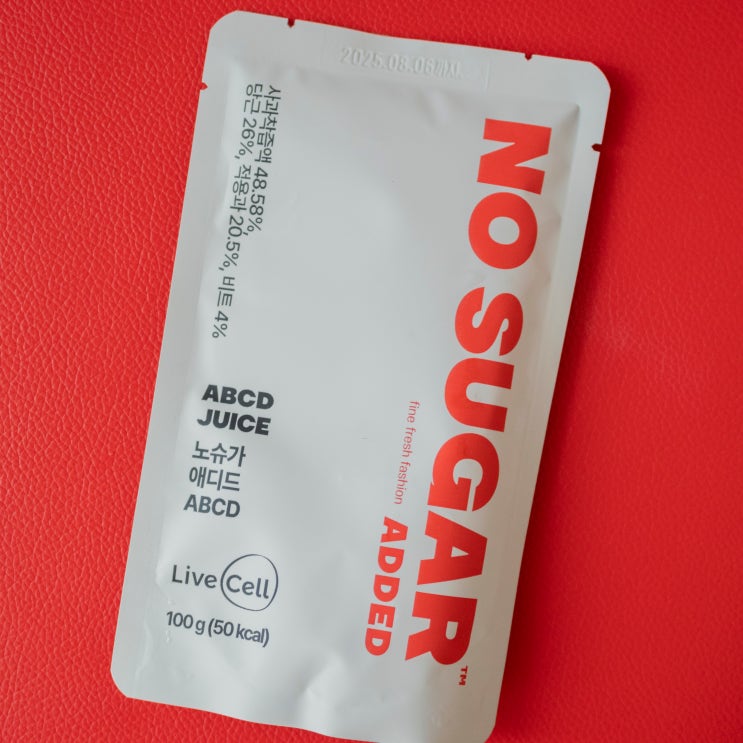 2025.08.06까지
NO SUGAR™
fine fresh fashion
ADDED
사과착즙액 48.58%,
당근 26%, 적용과 20.5%, 비트 4%
ABCD
JUICE
노슈가
애디드
ABCD
Live Cell
100 g (50 kcal)